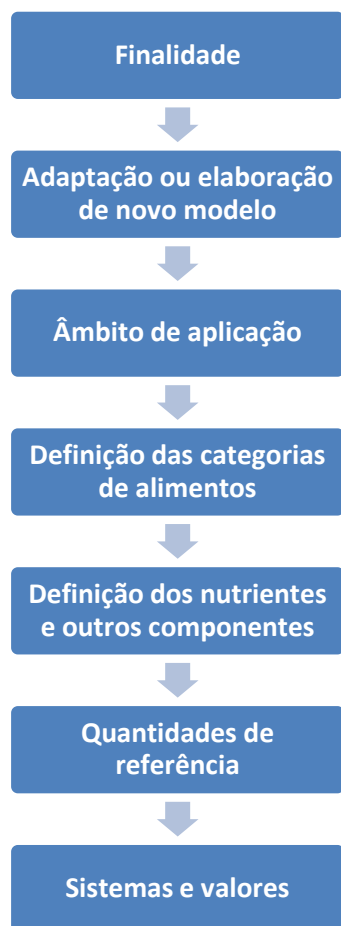 Finalidade
Adaptação ou elaboração
de novo modelo
Âmbito de aplicação
Definição das categorias
de alimentos
Definição dos nutrientes
e outros componentes
Quantidades de
referência
Sistemas e valores